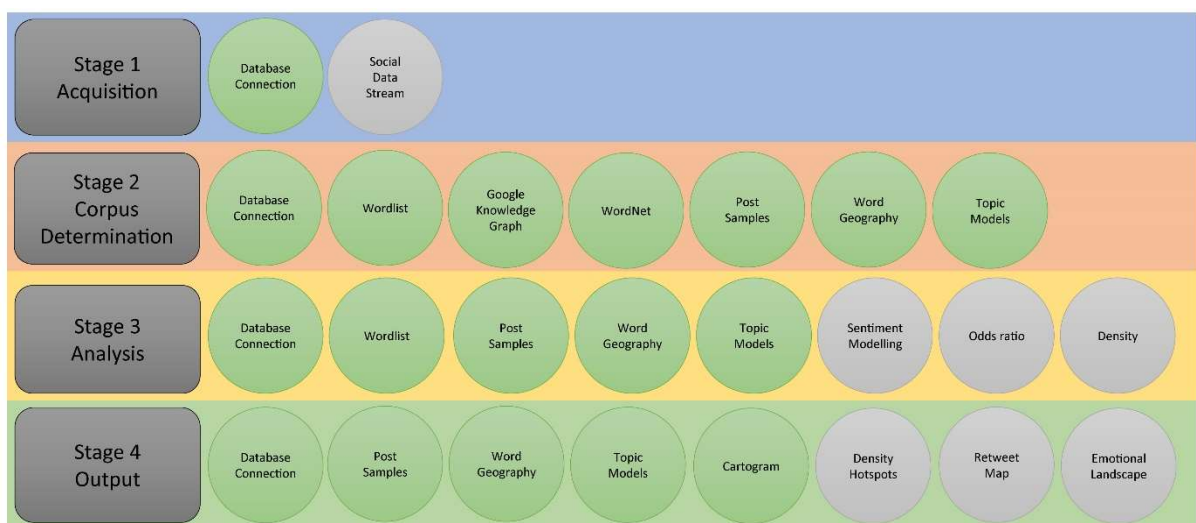 Stage 1
Acquisition
Database
Connection
Social
Data
Stream
Stage 2
Corpus
Determination
Database
Connection
Wordlist
Google
Knowledge
Graph
WordNet
Post
Samples
Word
Geography
Topic
Models
Stage 3
Analysis
Database
Connection
Wordlist
Post
Samples
Word
Geography
Topic
Models
Sentiment
Modelling
Odds ratio
Density
Stage 4
Output
Database
Connection
Post
Samples
Word
Geography
Topic
Models
Cartogram
Density
Hotspots
Retweet
Map
Emotional
Landscape